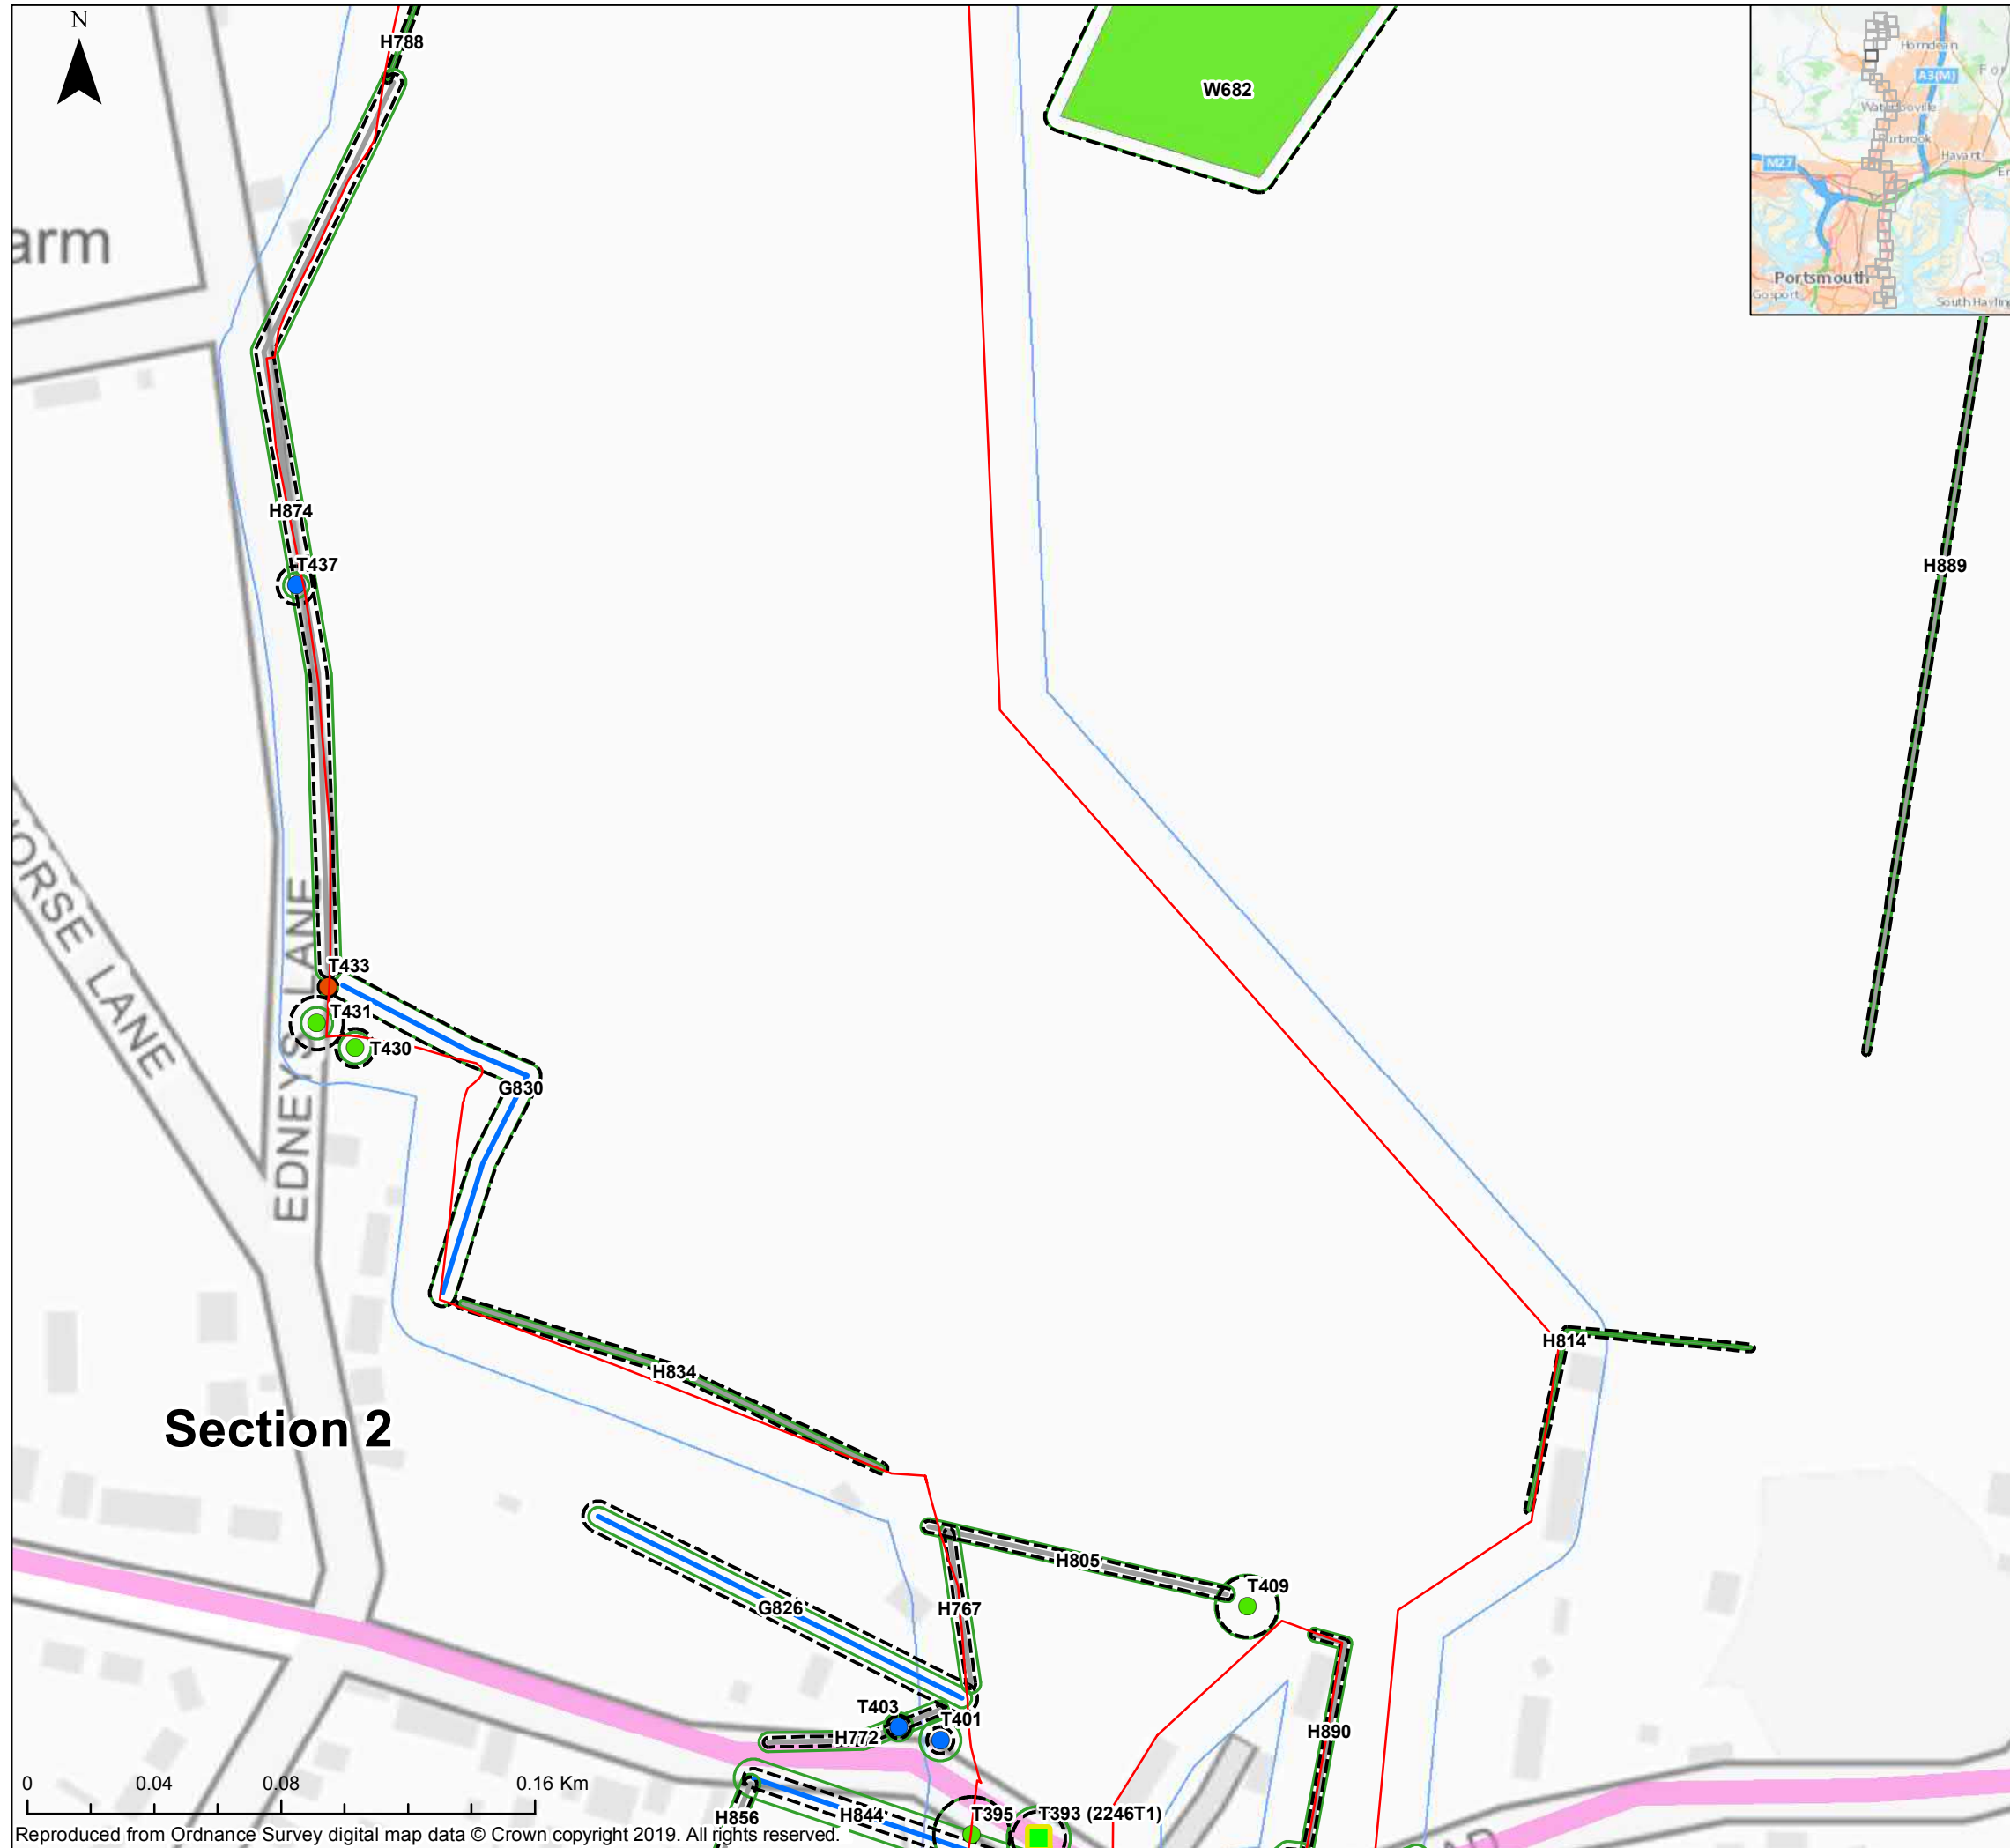 N
H788
W682
Horndean
A3(M)
Waterlooville
Purbrook
Havant
M27
Portsmouth
Gosport
South Hayling
arm
H874
T437
H889
ORSE LANE
EDNEYS LANE
T433
T431
T430
G830
H814
H834
Section 2
H805
T409
G826
H767
T403
T401
H772
H890
0 0.04 0.08 0.16 Km
H856
H844
T395
T393 (2246T1)
AD
Reproduced from Ordnance Survey digital map data © Crown copyright 2019. All rights reserved.